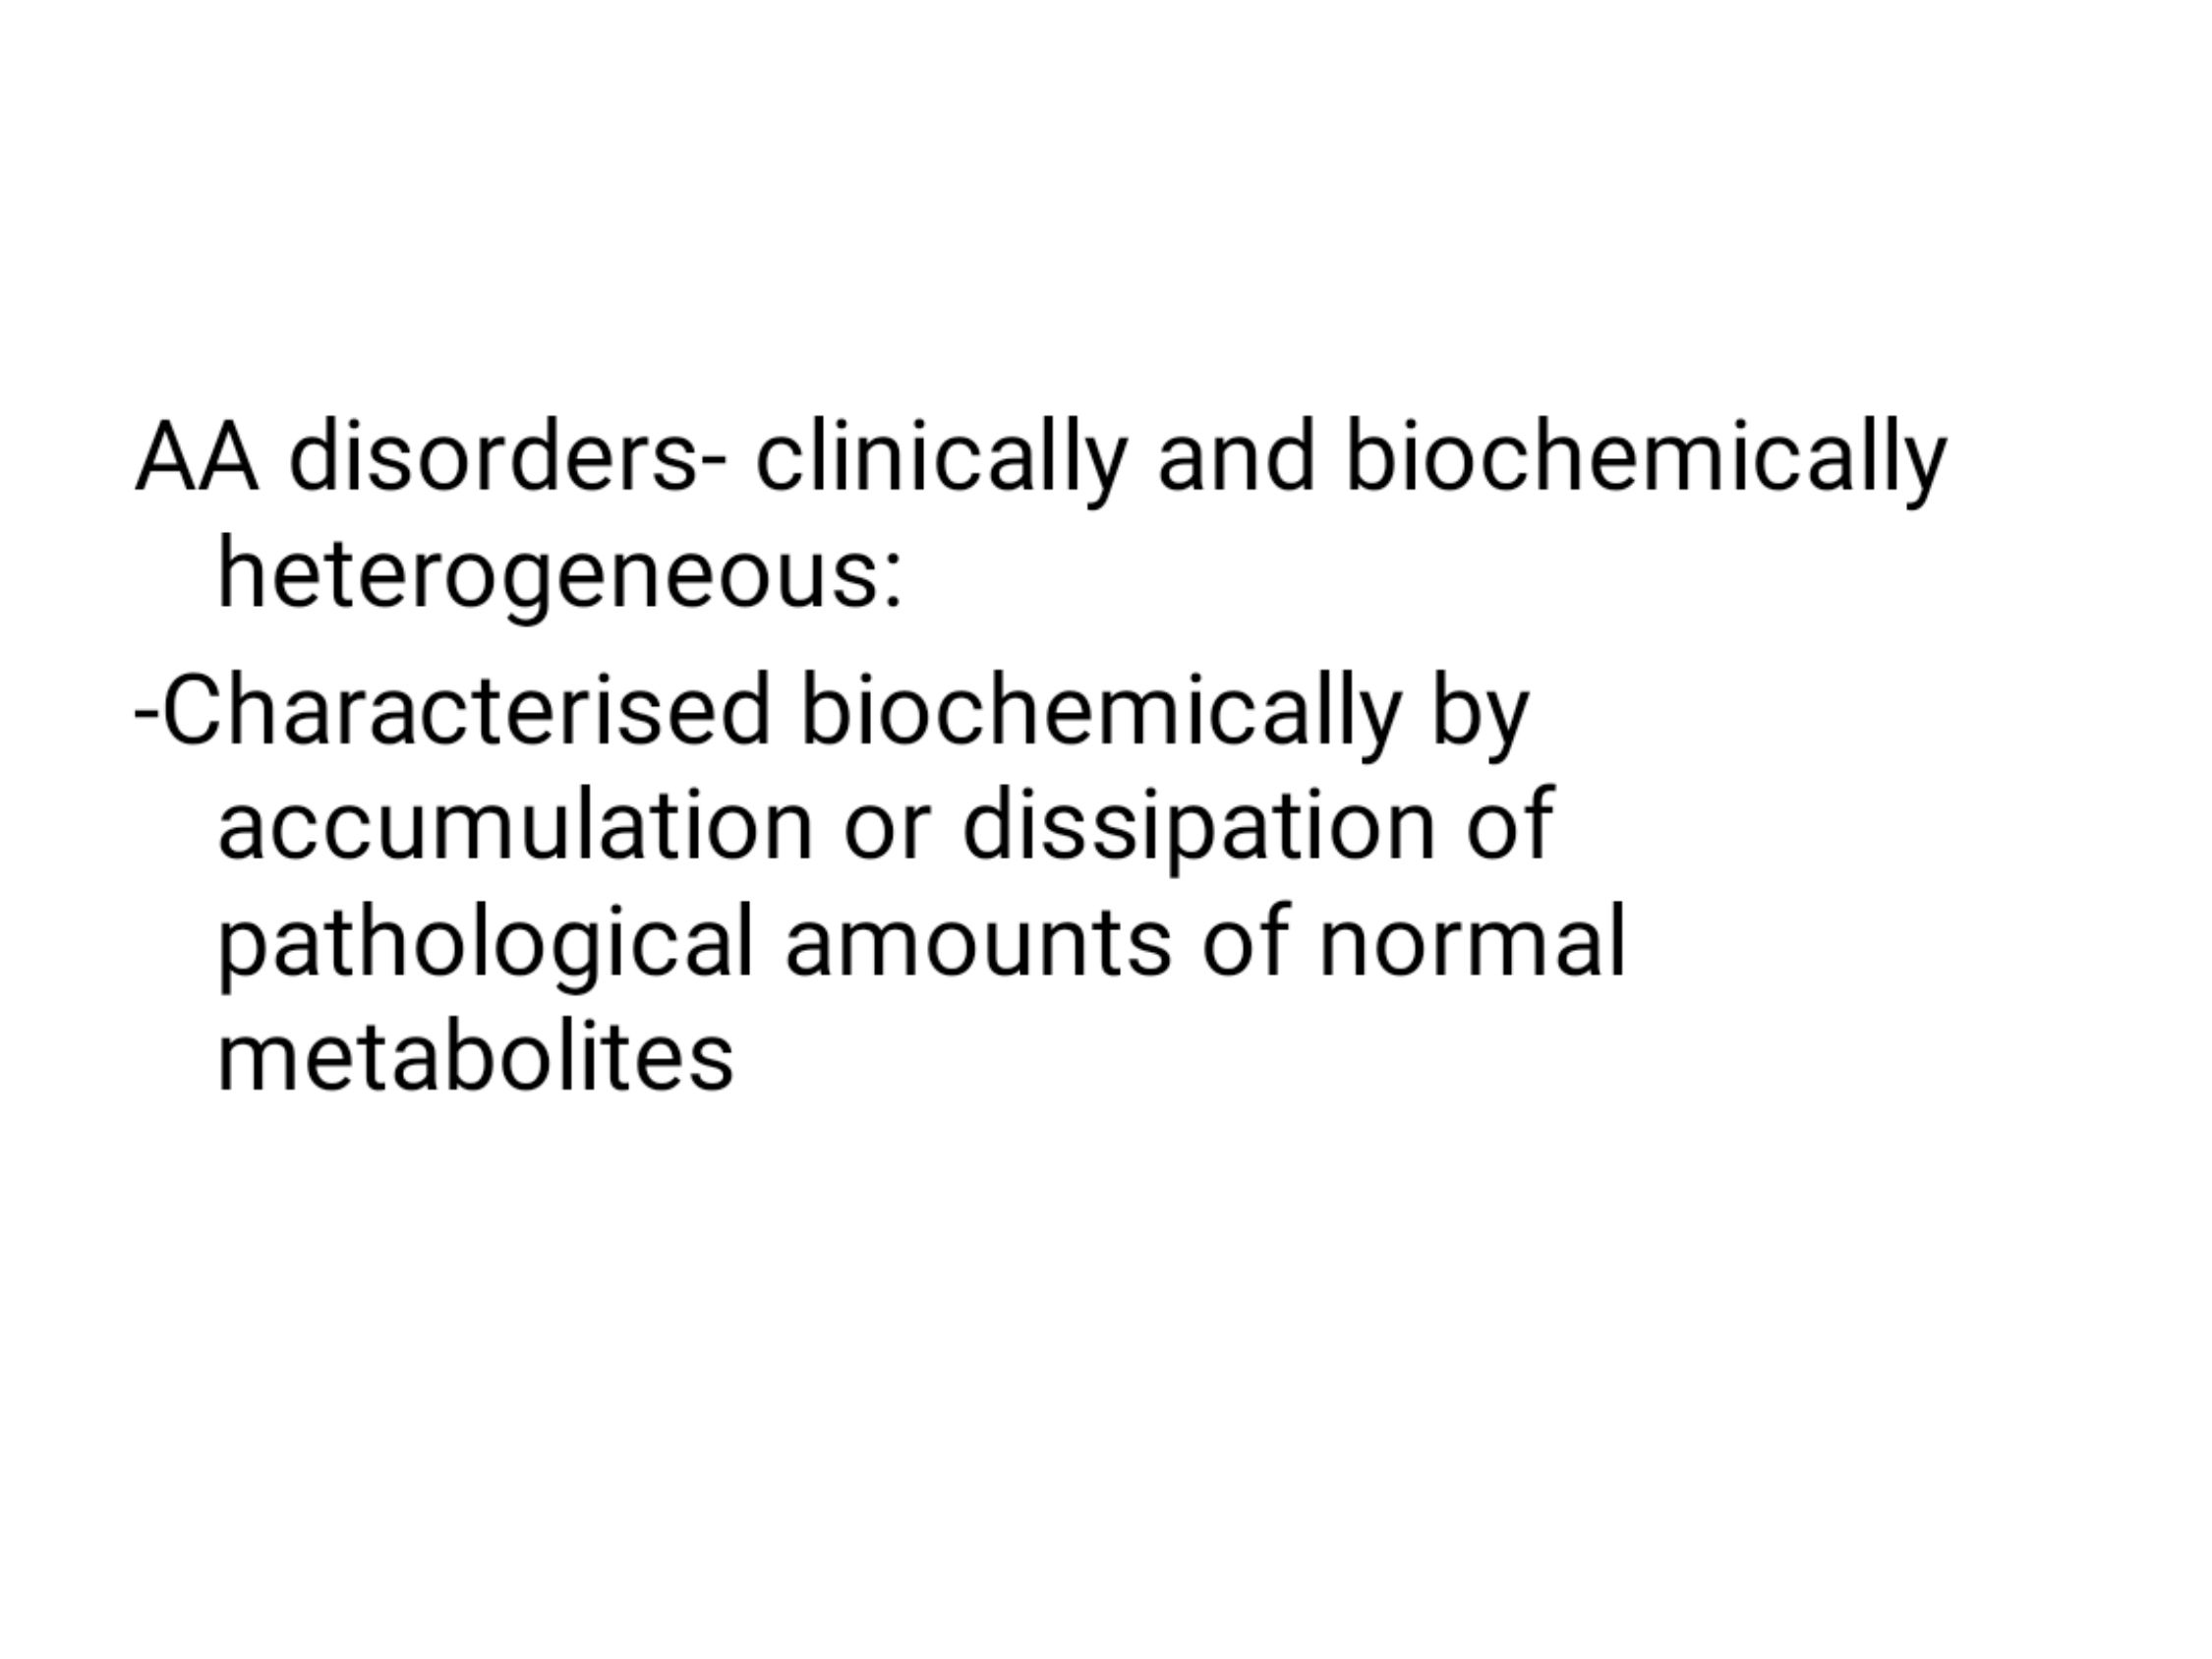 AA disorders- clinically and biochemically
heterogeneous:
-Characterised biochemically by
accumulation or dissipation of
pathological amounts of normal
metabolites